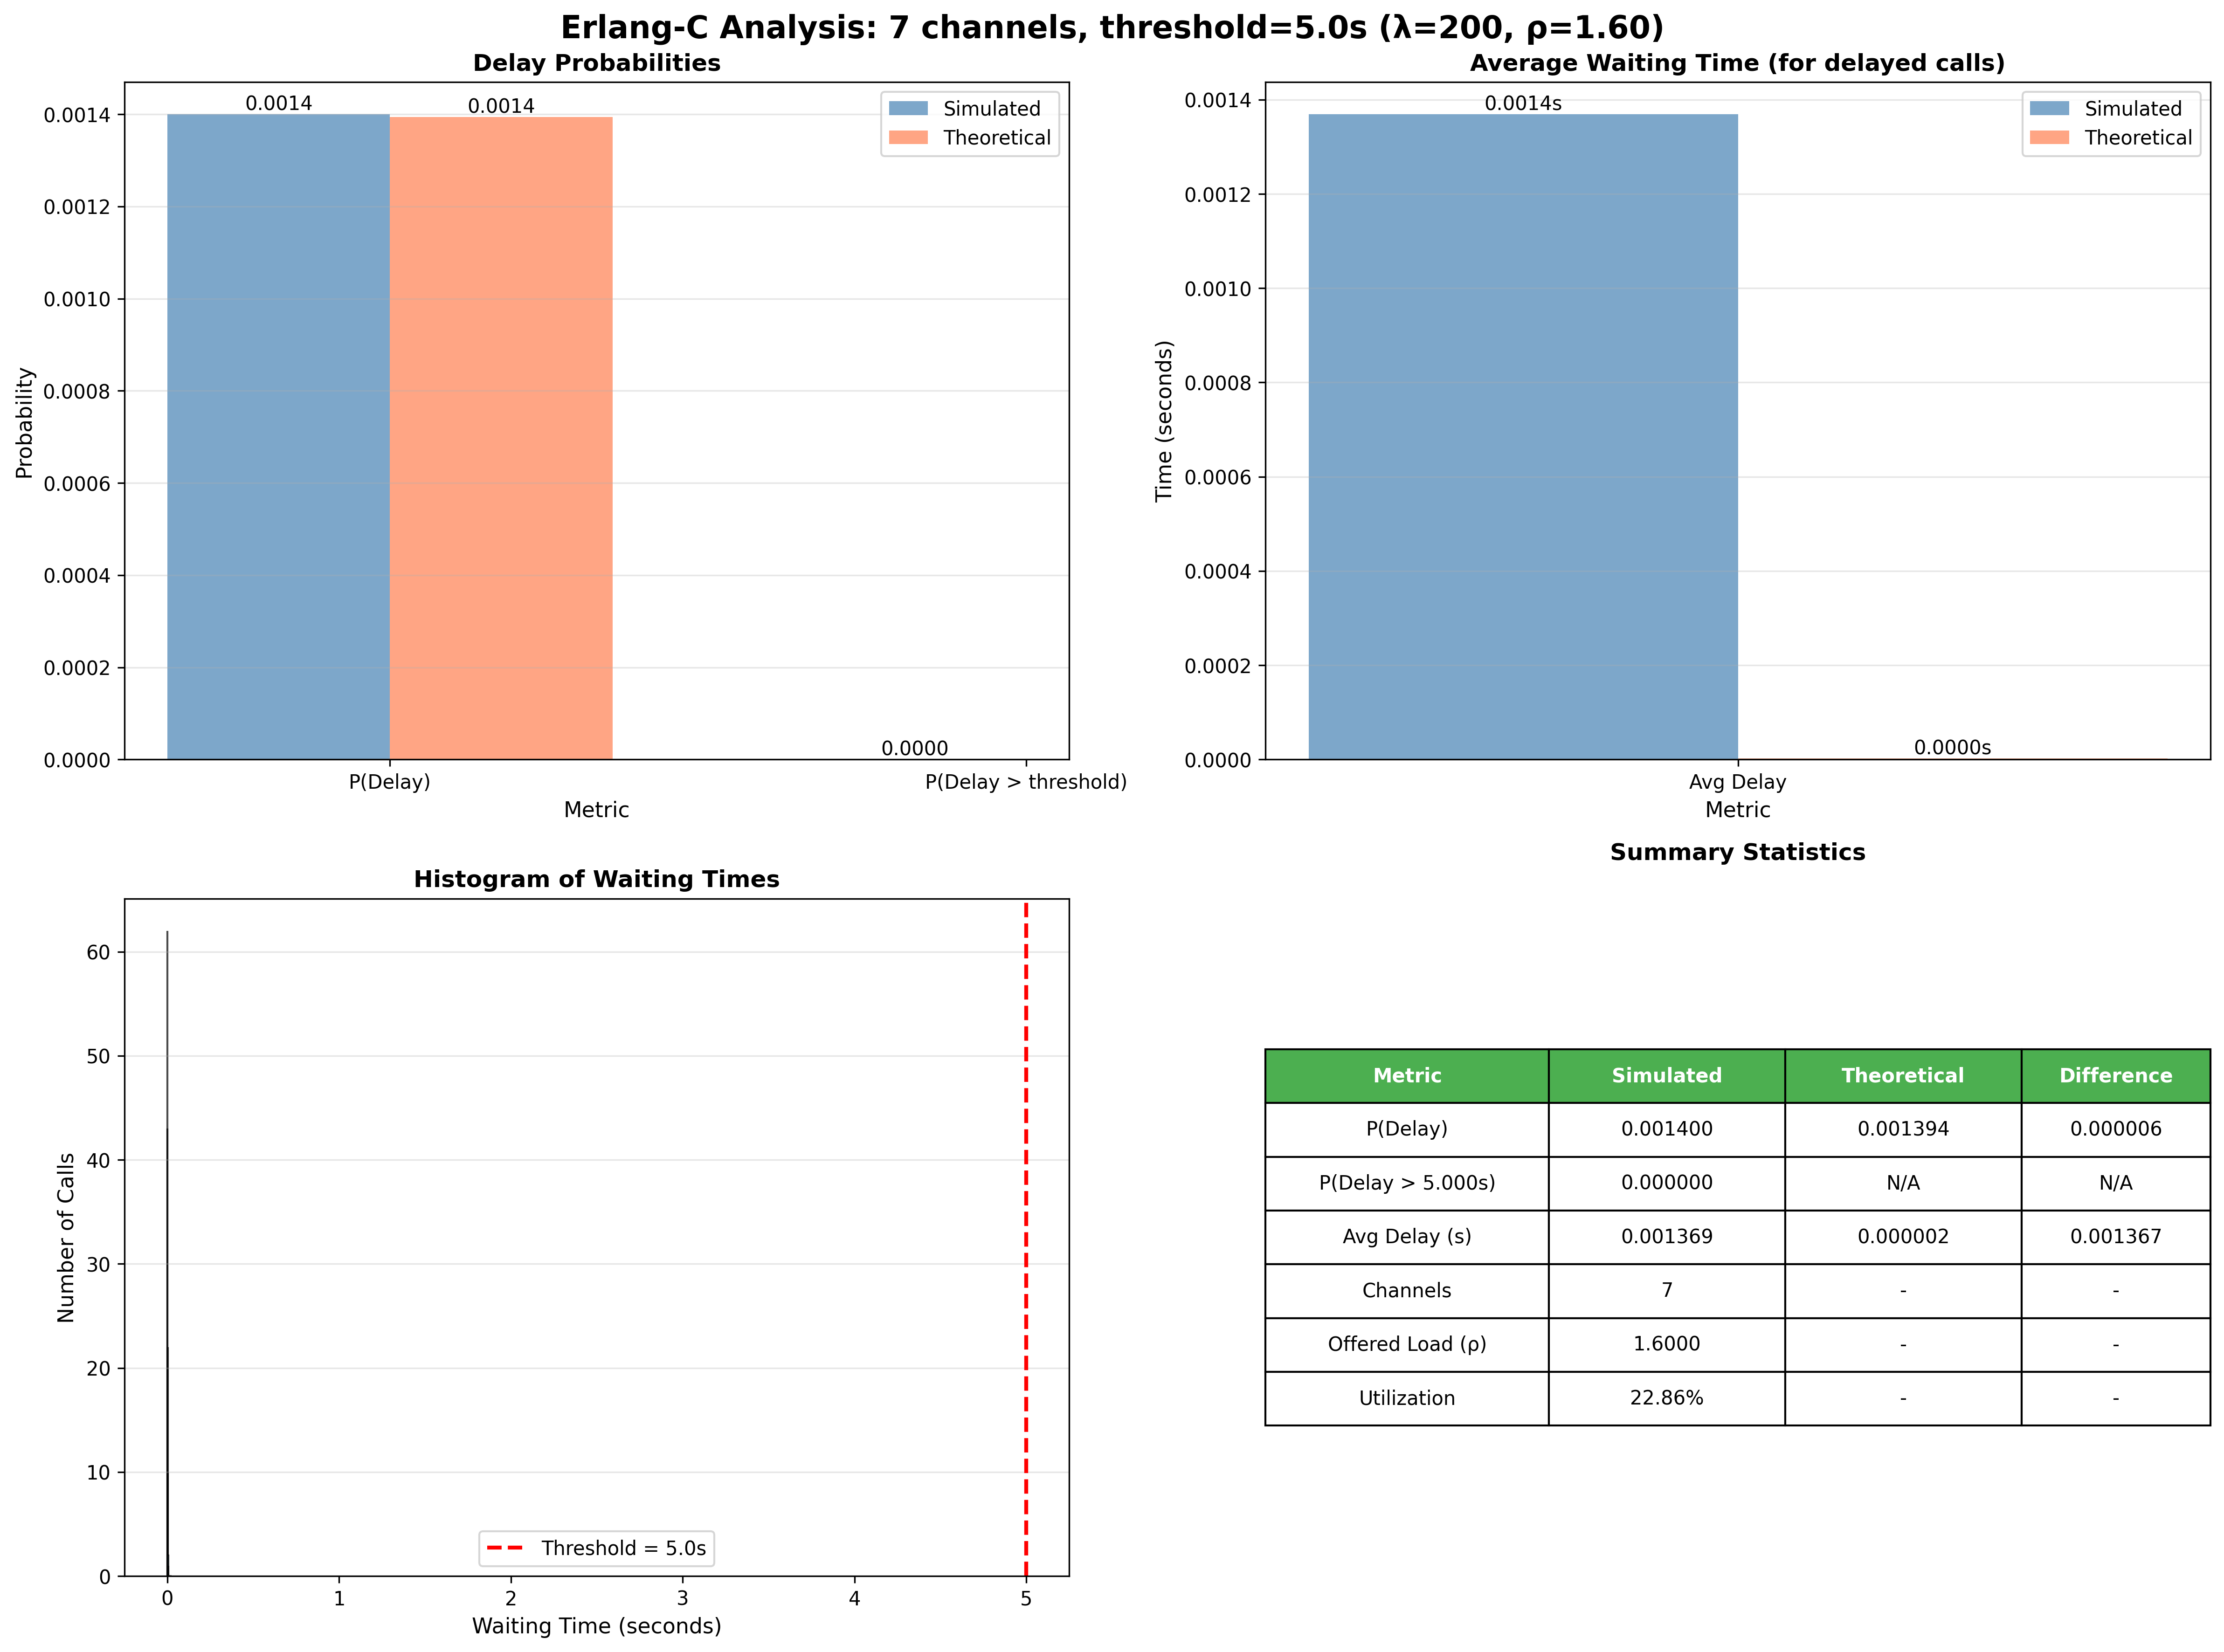 Erlang-C Analysis: 7 channels, threshold=5.0s (λ=200, ρ=1.60)
Delay Probabilities
0.0014
0.0014
0.0000
Simulated
Theoretical
0.0014
0.0012
0.0010
0.0008
0.0006
0.0004
0.0002
0.0000
Probability
P(Delay)
P(Delay > threshold)
Metric
Average Waiting Time (for delayed calls)
0.0014s
0.0000s
Simulated
Theoretical
0.0014
0.0012
0.0010
0.0008
0.0006
0.0004
0.0002
0.0000
Time (seconds)
Avg Delay
Metric
Histogram of Waiting Times
60
50
40
30
20
10
0
Number of Calls
Threshold = 5.0s
0 1 2 3 4 5
Waiting Time (seconds)
Summary Statistics
Metric Simulated Theoretical Difference
P(Delay) 0.001400 0.001394 0.000006
P(Delay > 5.000s) 0.000000 N/A N/A
Avg Delay (s) 0.001369 0.000002 0.001367
Channels 7 - -
Offered Load (ρ) 1.6000 - -
Utilization 22.86% - -